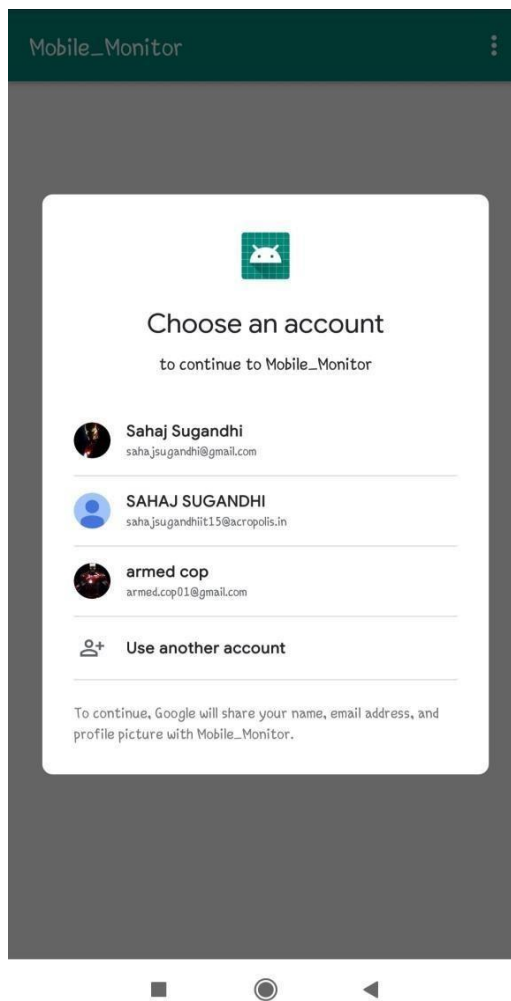 Mobile_Monitor
Choose an account
to continue to Mobile_Monitor
Sahaj Sugandhi
sahajsugandhi@gmail.com
SAHAJ SUGANDHI
sahajsugandhiit15@acropolis.in
armed cop
armed.cop01@gmail.com
Use another account
To continue, Google will share your name, email address, and
profile picture with Mobile_Monitor.